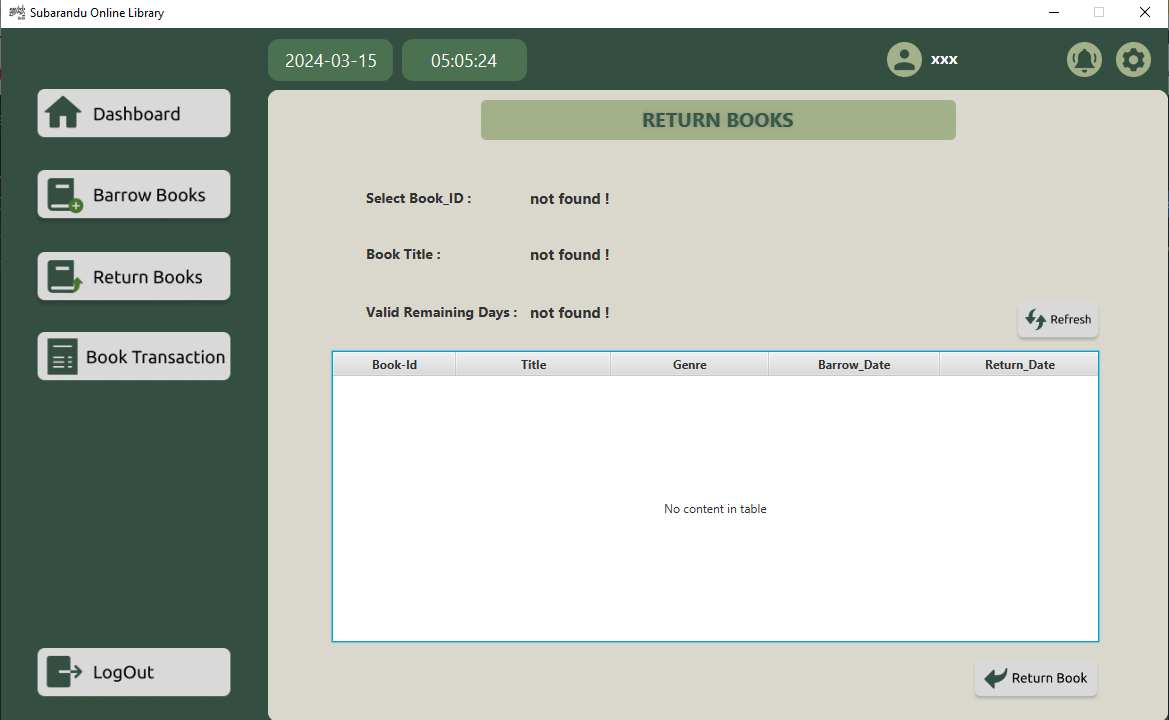 Subarandu Online Library
2024-03-15 05:05:24 xxx
Dashboard
Barrow Books
Return Books
Book Transaction
LogOut
RETURN BOOKS
Select Book_ID : not found !
Book Title : not found !
Valid Remaining Days : not found !
Refresh
Book-Id Title Genre Barrow_Date Return_Date
No content in table
Return Book